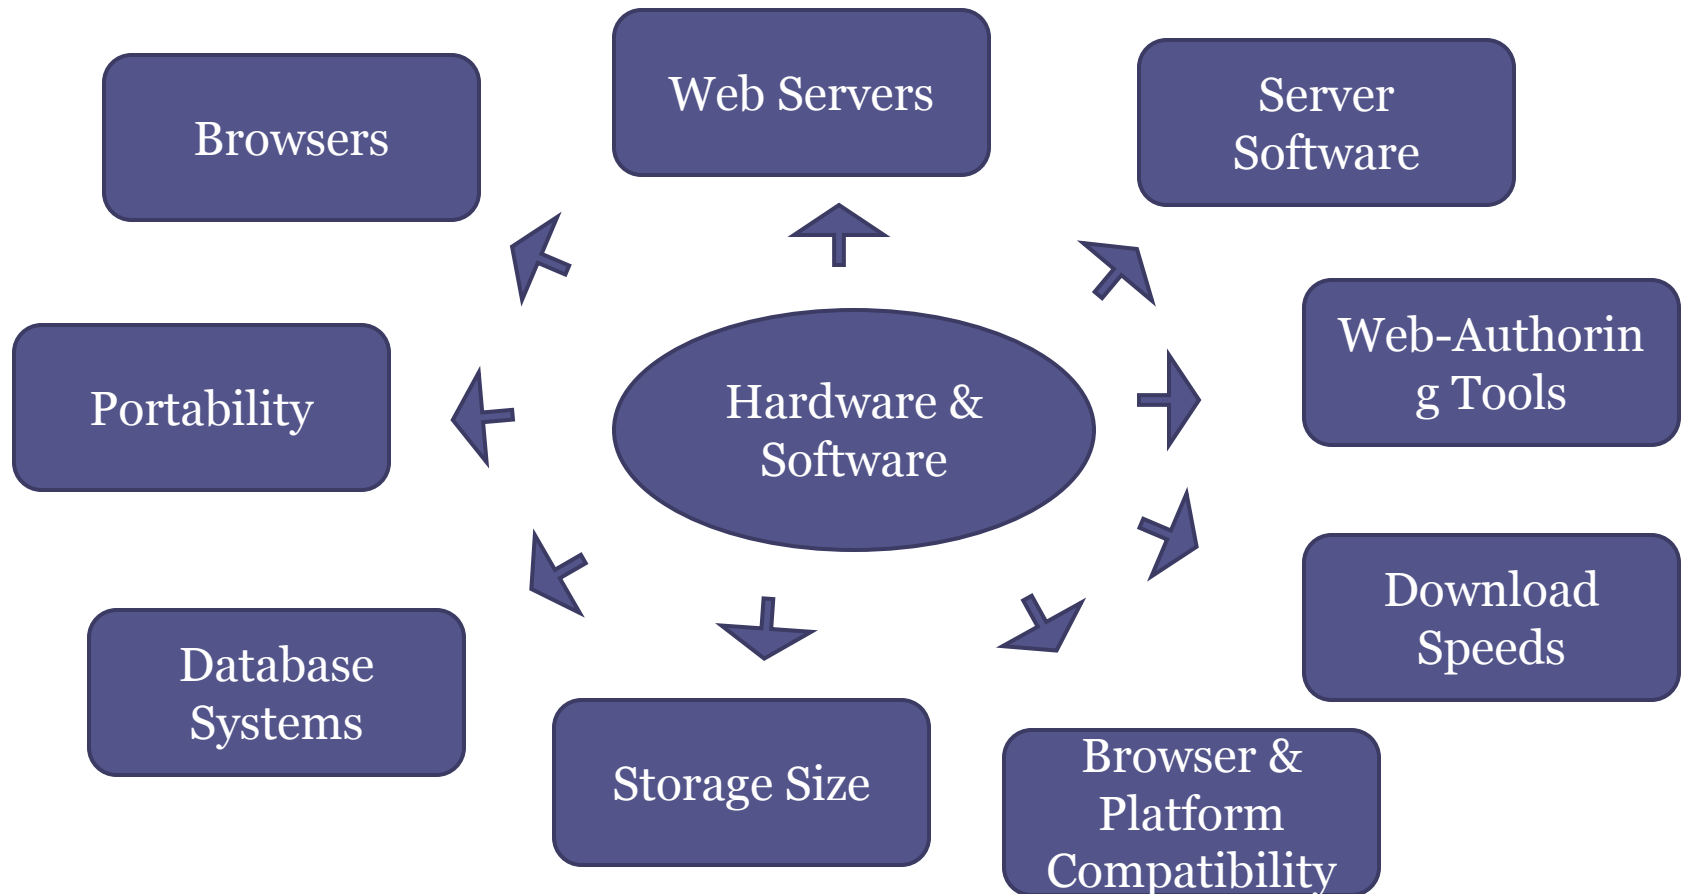 Web Servers
Browsers
Server
Software
Web-Authorin
g Tools
Portability
Hardware &
Software
Download
Speeds
Database
Systems
Storage Size
Browser &
Platform
Compatibility